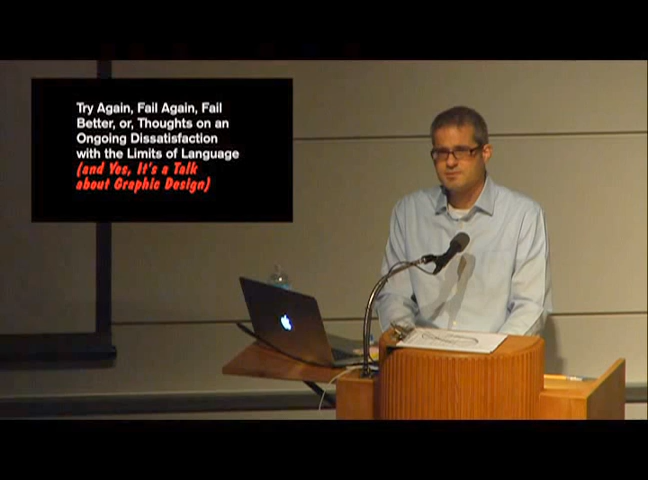 Try Again, Fail Again, Fail
Better, or, Thoughts on an
Ongoing Dissatisfaction
with the Limits of Language
(and Yes, It's a Talk
about Graphic Design)